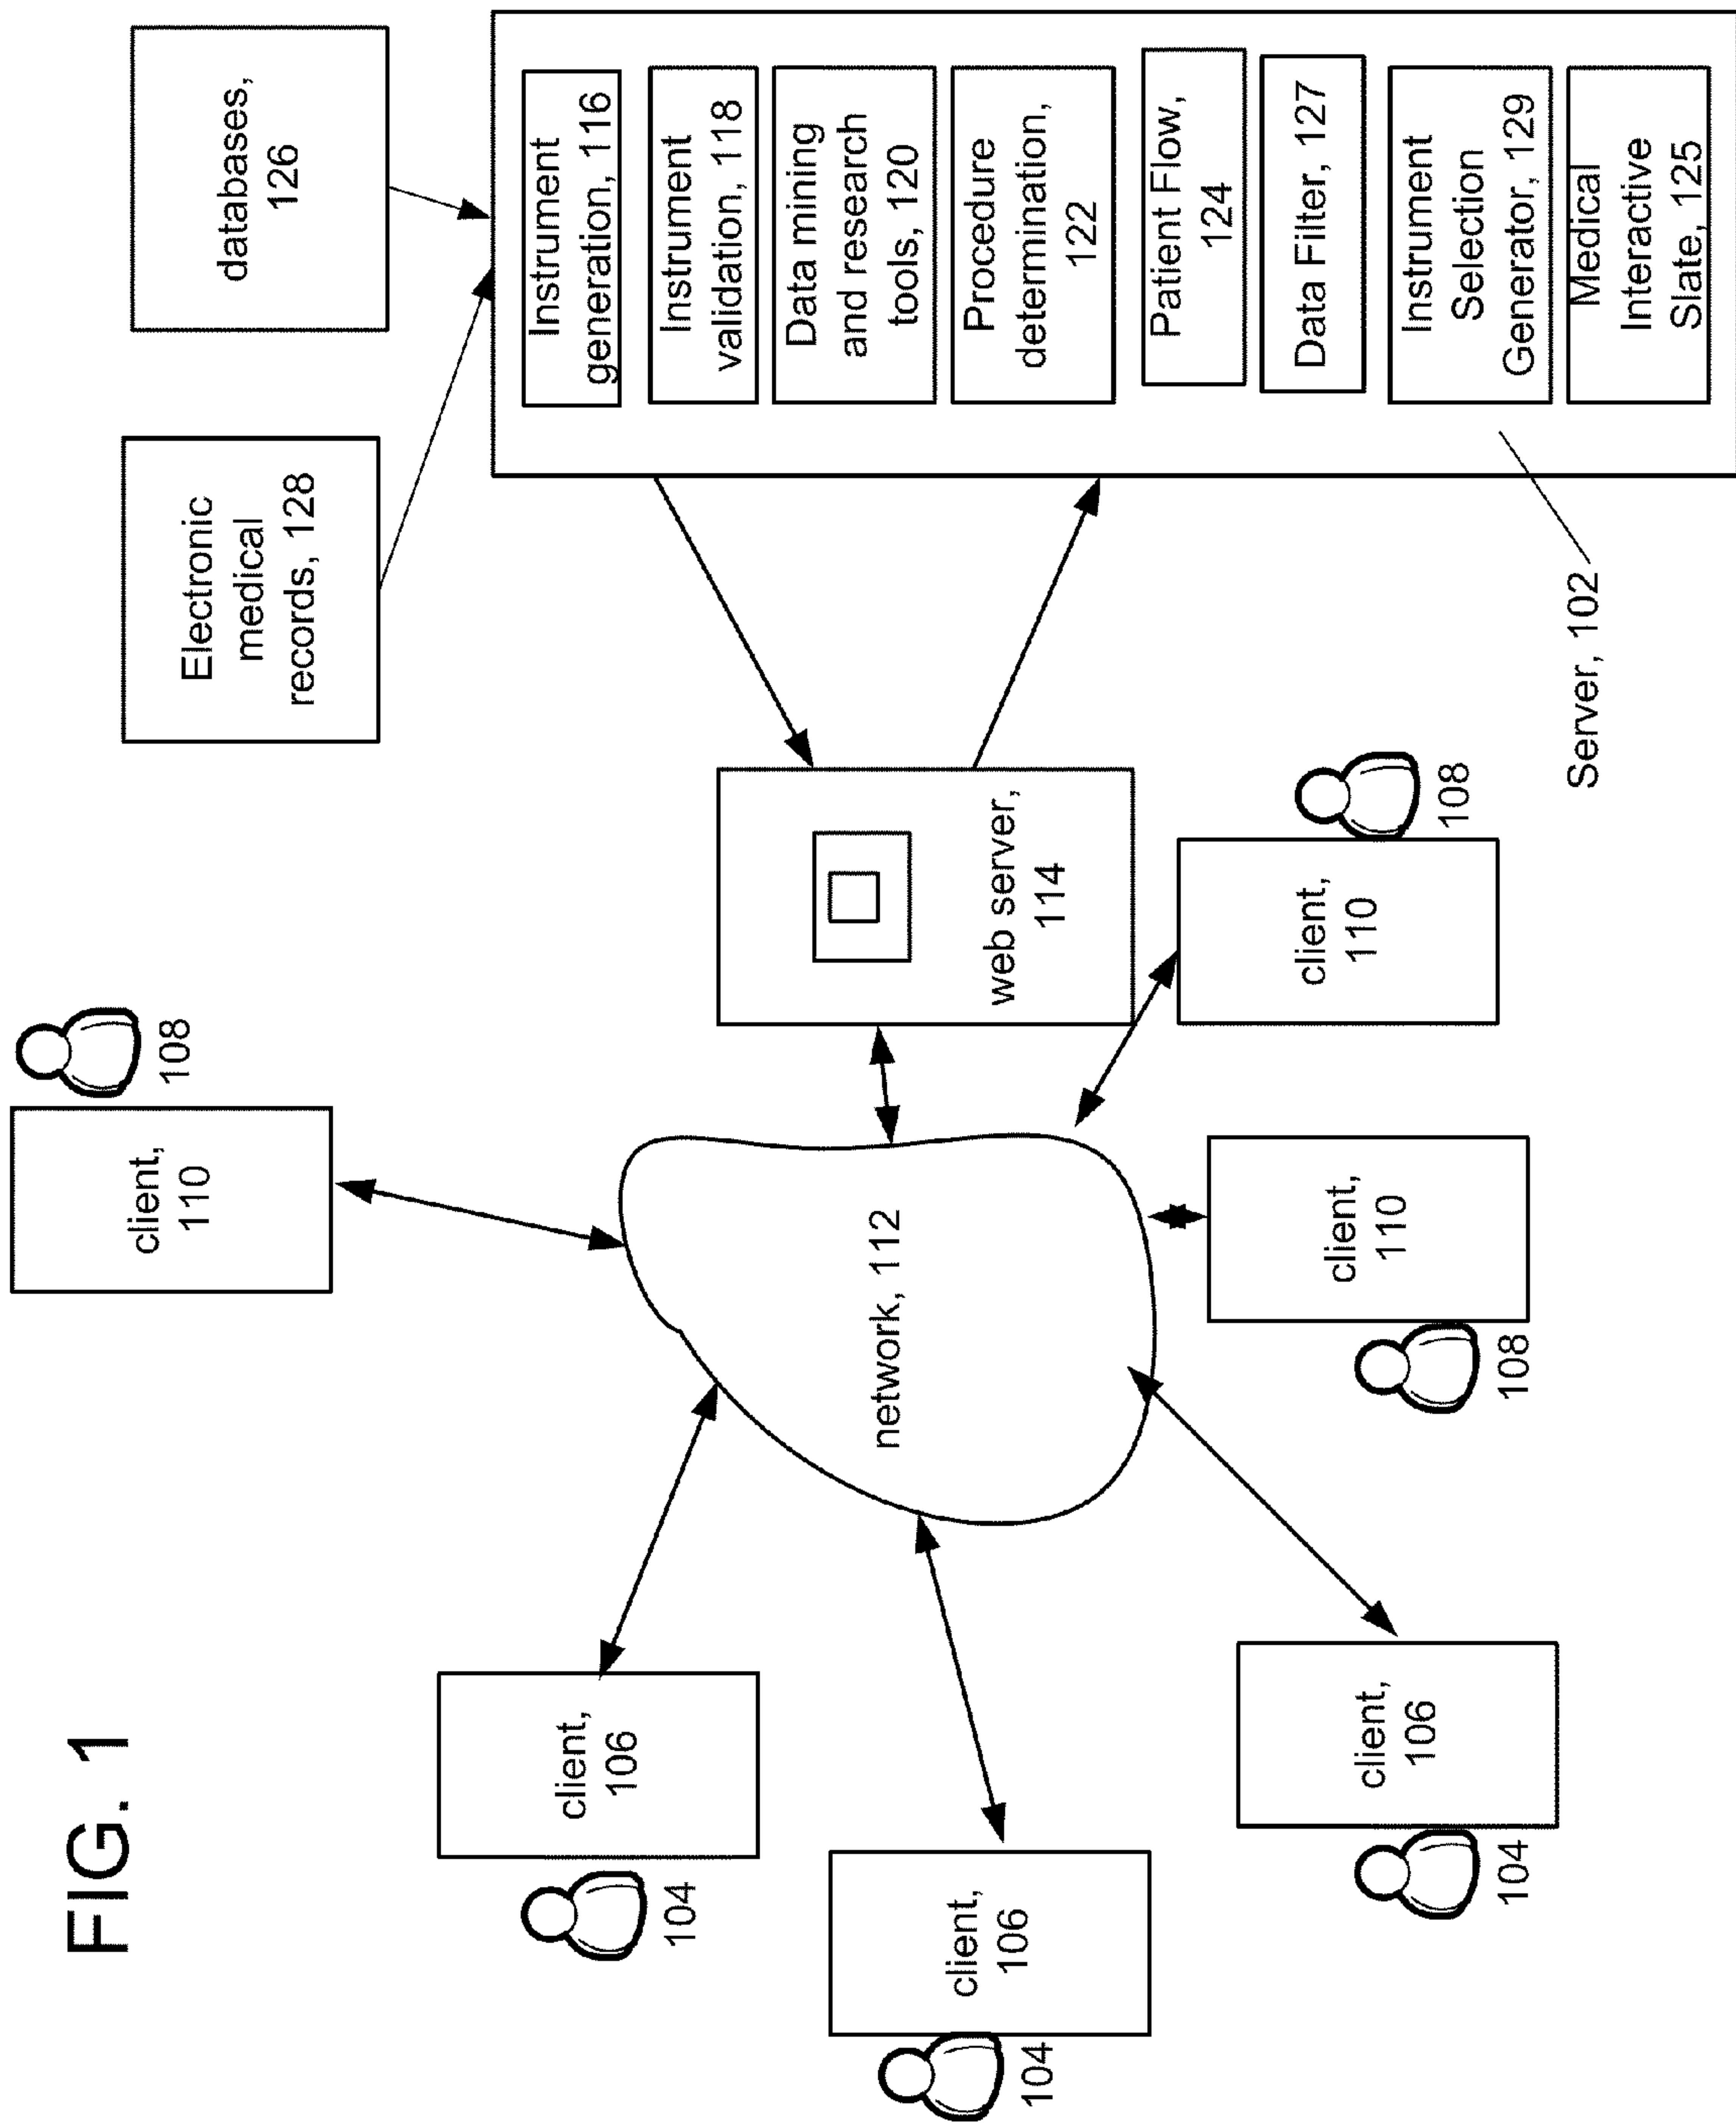 FIG. 1
client,
110
108
Electronic
medical
records, 128
databases,
126
client,
106
104
network, 112
web server,
114
Instrument
generation, 116
Instrument
validation, 118
Data mining
and research
tools, 120
Procedure
determination,
122
Patient Flow,
124
Data Filter, 127
Instrument
Selection
Generator, 129
Medical
Interactive
Slate, 125
client,
106
104
client,
106
104
client,
110
108
client,
110
108
Server, 102